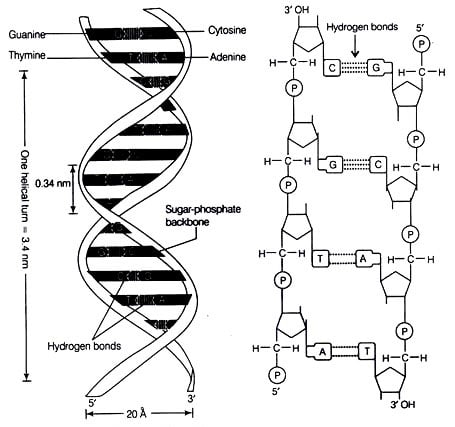 Guanine
Cytosine
Thymine
Adenine
One helical turn = 3.4 nm
0.34 nm
Sugar-phosphate
backbone
Hydrogen bonds
5′
3′
20 Å
3′ OH
Hydrogen bonds
5′
P
C G
H–C–H
H–C–H
P
P
G C
H–C–H
H–C–H
P
P
T A
H–C–H
H–C–H
P
P
A T
H–C–H
H–C–H
P
P
5′
3′ OH